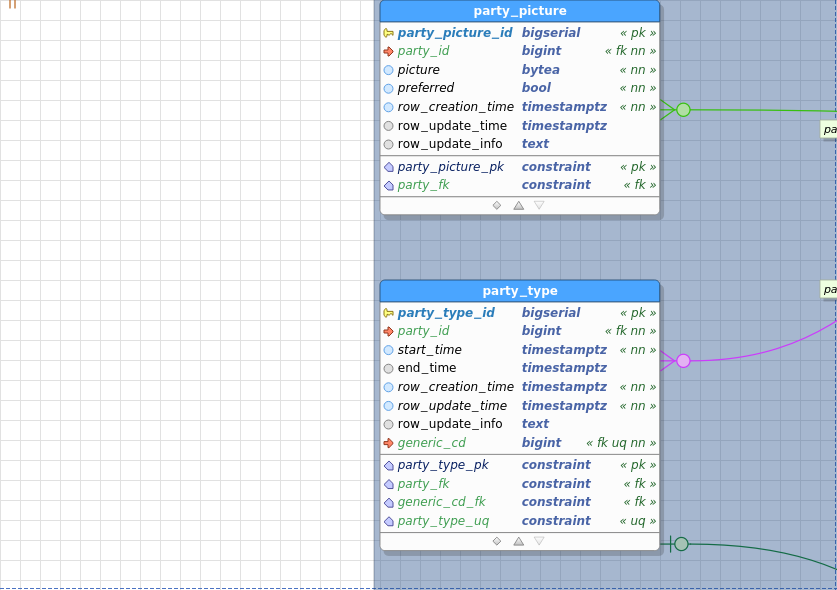 party_picture
party_picture_id bigserial « pk »
party_id bigint « fk nn »
picture bytea « nn »
preferred bool « nn »
row_creation_time timestamptz « nn »
row_update_time timestamptz
row_update_info text
party_picture_pk constraint « pk »
party_fk constraint « fk »
pa
party_type
party_type_id bigserial « pk »
party_id bigint « fk nn »
start_time timestamptz « nn »
end_time timestamptz
row_creation_time timestamptz « nn »
row_update_time timestamptz « nn »
row_update_info text
generic_cd bigint « fk uq nn »
party_type_pk constraint « pk »
party_fk constraint « fk »
generic_cd_fk constraint « fk »
party_type_uq constraint « uq »
pa